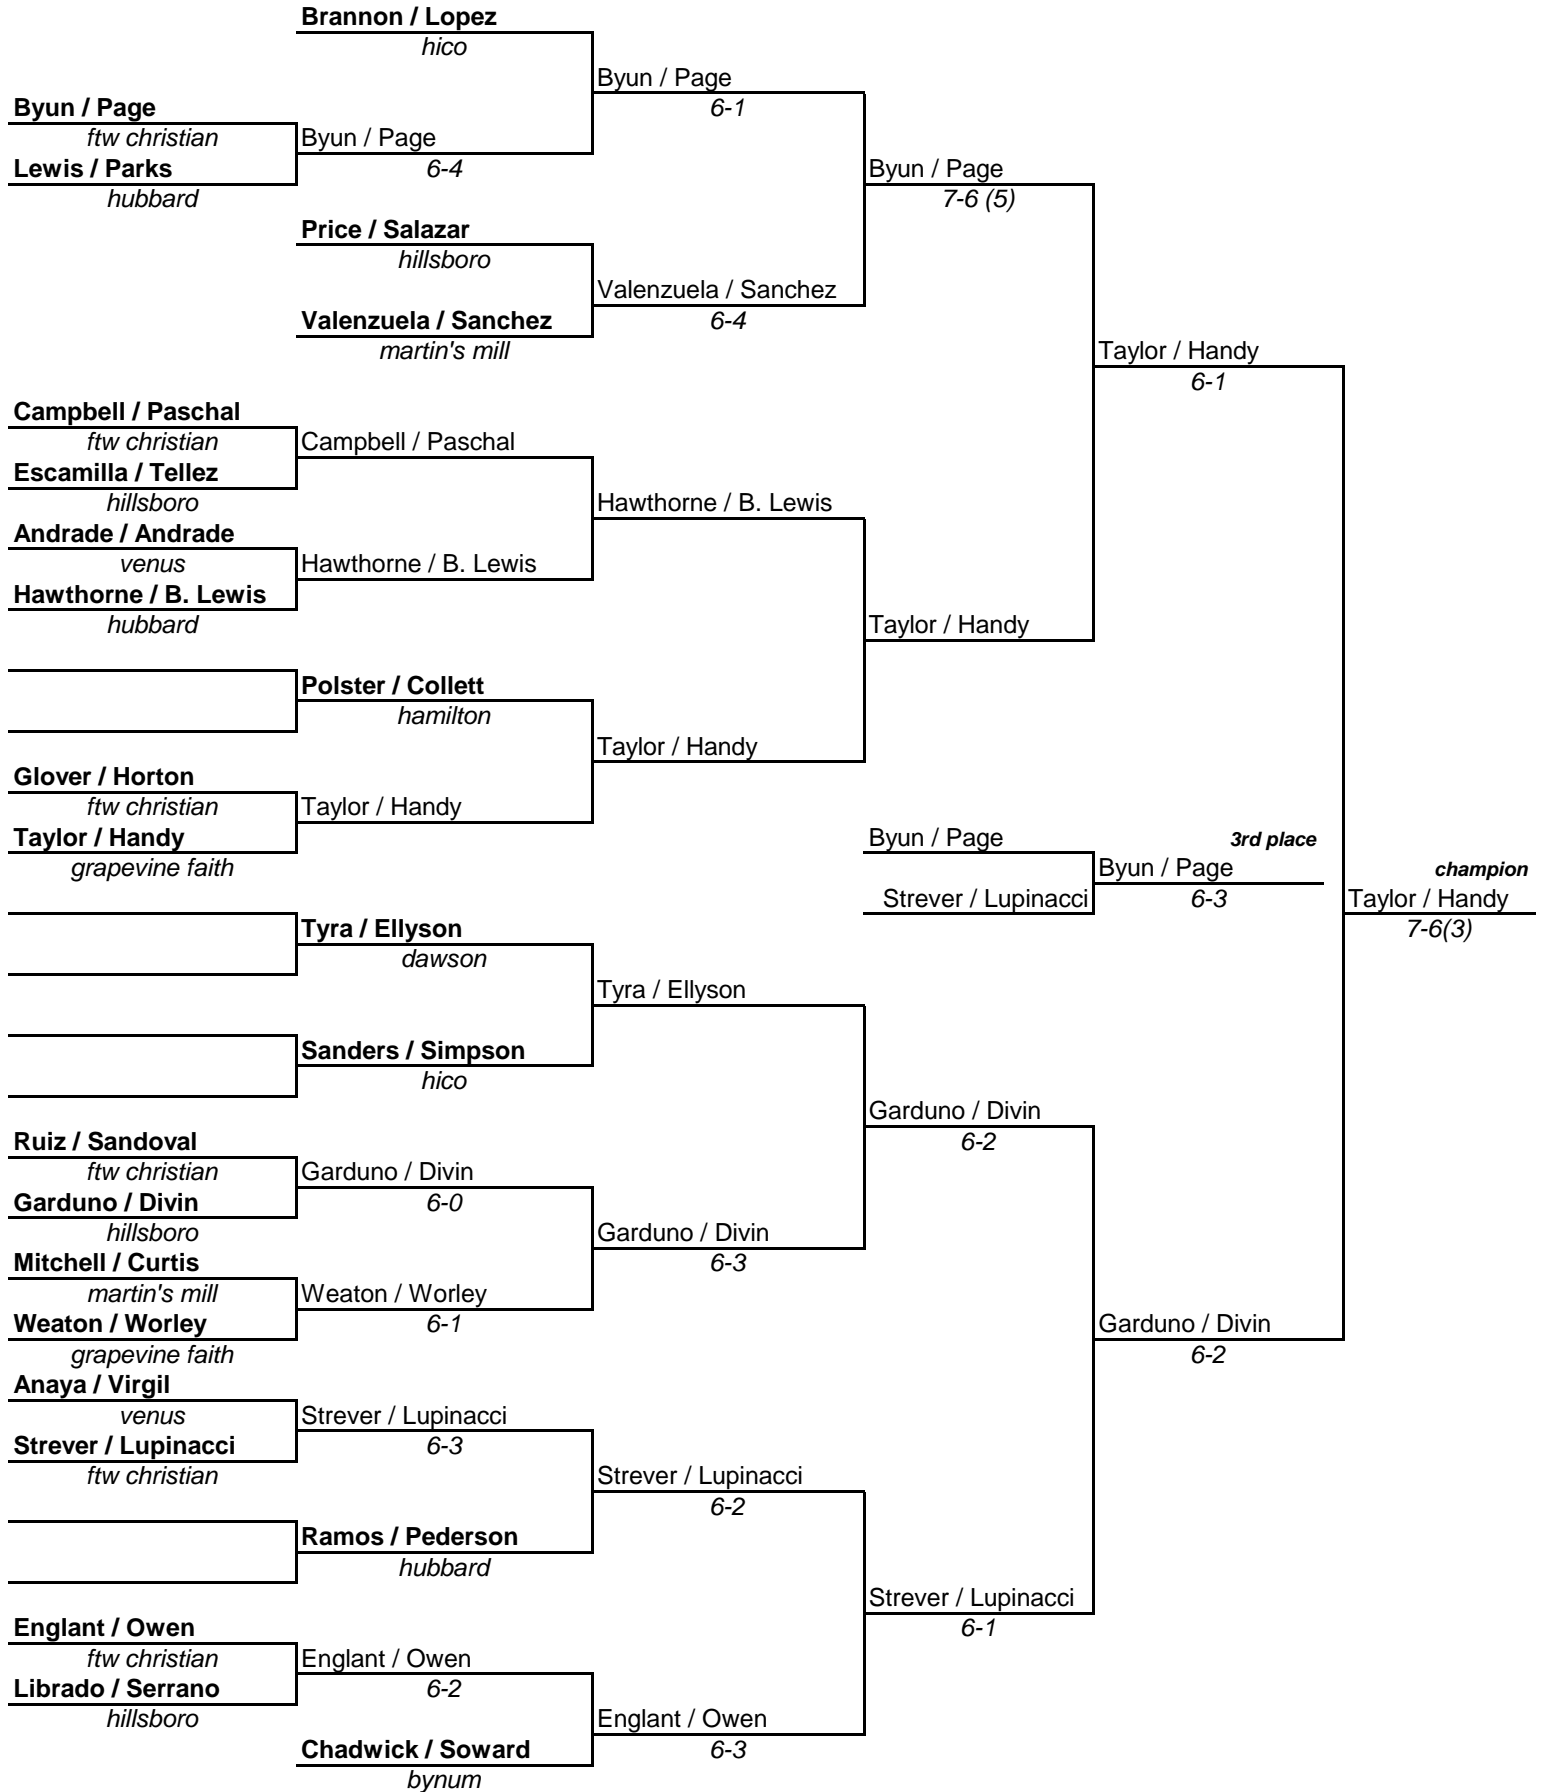 Brannon / Lopez
hico
Byun / Page
6-1
Byun / Page
ftw christian
Byun / Page
6-4
Lewis / Parks
hubbard
Byun / Page
7-6 (5)
Price / Salazar
hillsboro
Valenzuela / Sanchez
6-4
Valenzuela / Sanchez
martin's mill
Taylor / Handy
6-1
Campbell / Paschal
ftw christian
Campbell / Paschal
Escamilla / Tellez
hillsboro
Hawthorne / B. Lewis
Andrade / Andrade
venus
Hawthorne / B. Lewis
Hawthorne / B. Lewis
hubbard
Taylor / Handy
Polster / Collett
hamilton
Taylor / Handy
Glover / Horton
ftw christian
Taylor / Handy
Taylor / Handy
grapevine faith
Byun / Page
3rd place
Byun / Page
6-3
Strever / Lupinacci
champion
Taylor / Handy
7-6(3)
Tyra / Ellyson
dawson
Tyra / Ellyson
Sanders / Simpson
hico
Garduno / Divin
6-2
Ruiz / Sandoval
ftw christian
Garduno / Divin
6-0
Garduno / Divin
hillsboro
Garduno / Divin
6-3
Mitchell / Curtis
martin's mill
Weaton / Worley
6-1
Weaton / Worley
grapevine faith
Garduno / Divin
6-2
Anaya / Virgil
venus
Strever / Lupinacci
6-3
Strever / Lupinacci
ftw christian
Strever / Lupinacci
6-2
Ramos / Pederson
hubbard
Strever / Lupinacci
6-1
Englant / Owen
ftw christian
Englant / Owen
6-2
Librado / Serrano
hillsboro
Englant / Owen
6-3
Chadwick / Soward
bynum